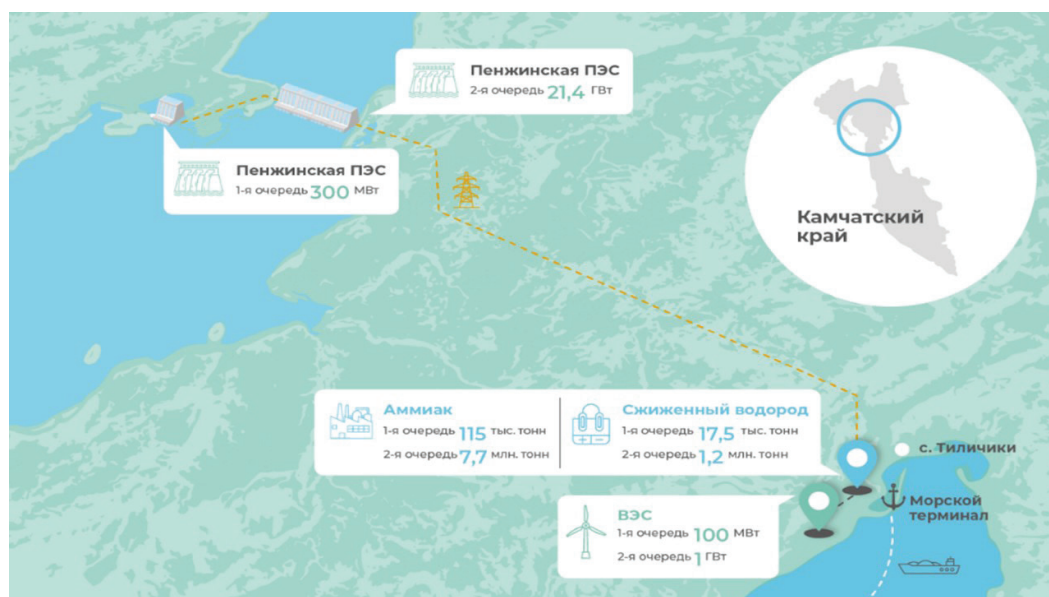 Пенжинская ПЭС
2-я очередь 21,4 ГВт
Пенжинская ПЭС
1-я очередь 300 МВт
Камчатский
край
Аммиак
1-я очередь 115 тыс. тонн
2-я очередь 7,7 млн. тонн
Сжиженный водород
1-я очередь 17,5 тыс. тонн
2-я очередь 1,2 млн. тонн
с. Тиличики
Морской
терминал
ВЭС
1-я очередь 100 МВт
2-я очередь 1 ГВт